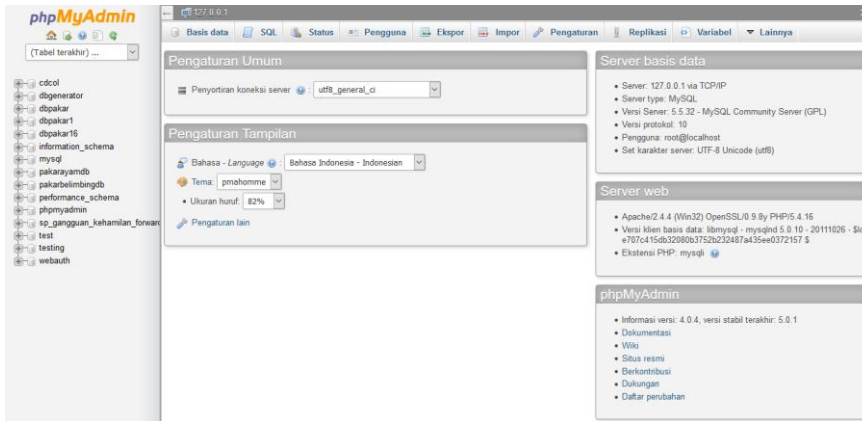 phpMyAdmin
(Tabel terakhir) ...
cdcol
dbgenerator
dbpakar
dbpakar1
dbpakar16
information_schema
mysql
pakarayamdb
pakarbelimbingdb
performance_schema
phpmyadmin
sp_gangguan_kehamilan_forward
test
testing
webauth
127.0.0.1
Basis data
SQL
Status
Pengguna
Ekspor
Impor
Pengaturan
Replikasi
Variabel
Lainnya
Pengaturan Umum
Penyortiran koneksi server : utf8_general_ci
Pengaturan Tampilan
Bahasa - Language : Bahasa Indonesia - Indonesian
Tema: pmahomme
• Ukuran huruf: 82%
Pengaturan lain
Server basis data
• Server: 127.0.0.1 via TCP/IP
• Server type: MySQL
• Versi Server: 5.5.32 - MySQL Community Server (GPL)
• Versi protokol: 10
• Pengguna: root@localhost
• Set karakter server: UTF-8 Unicode (utf8)
Server web
• Apache/2.4.4 (Win32) OpenSSL/0.9.8y PHP/5.4.16
• Versi klien basis data: libmysql - mysqlnd 5.0.10 - 20111026 -
e707c415db32080b3752b232487a435ee0372157 $
• Ekstensi PHP: mysqli
phpMyAdmin
• Informasi versi: 4.0.4, versi stabil terakhir: 5.0.1
• Dokumentasi
• Wiki
• Situs resmi
• Berkontribusi
• Dukungan
• Daftar perubahan